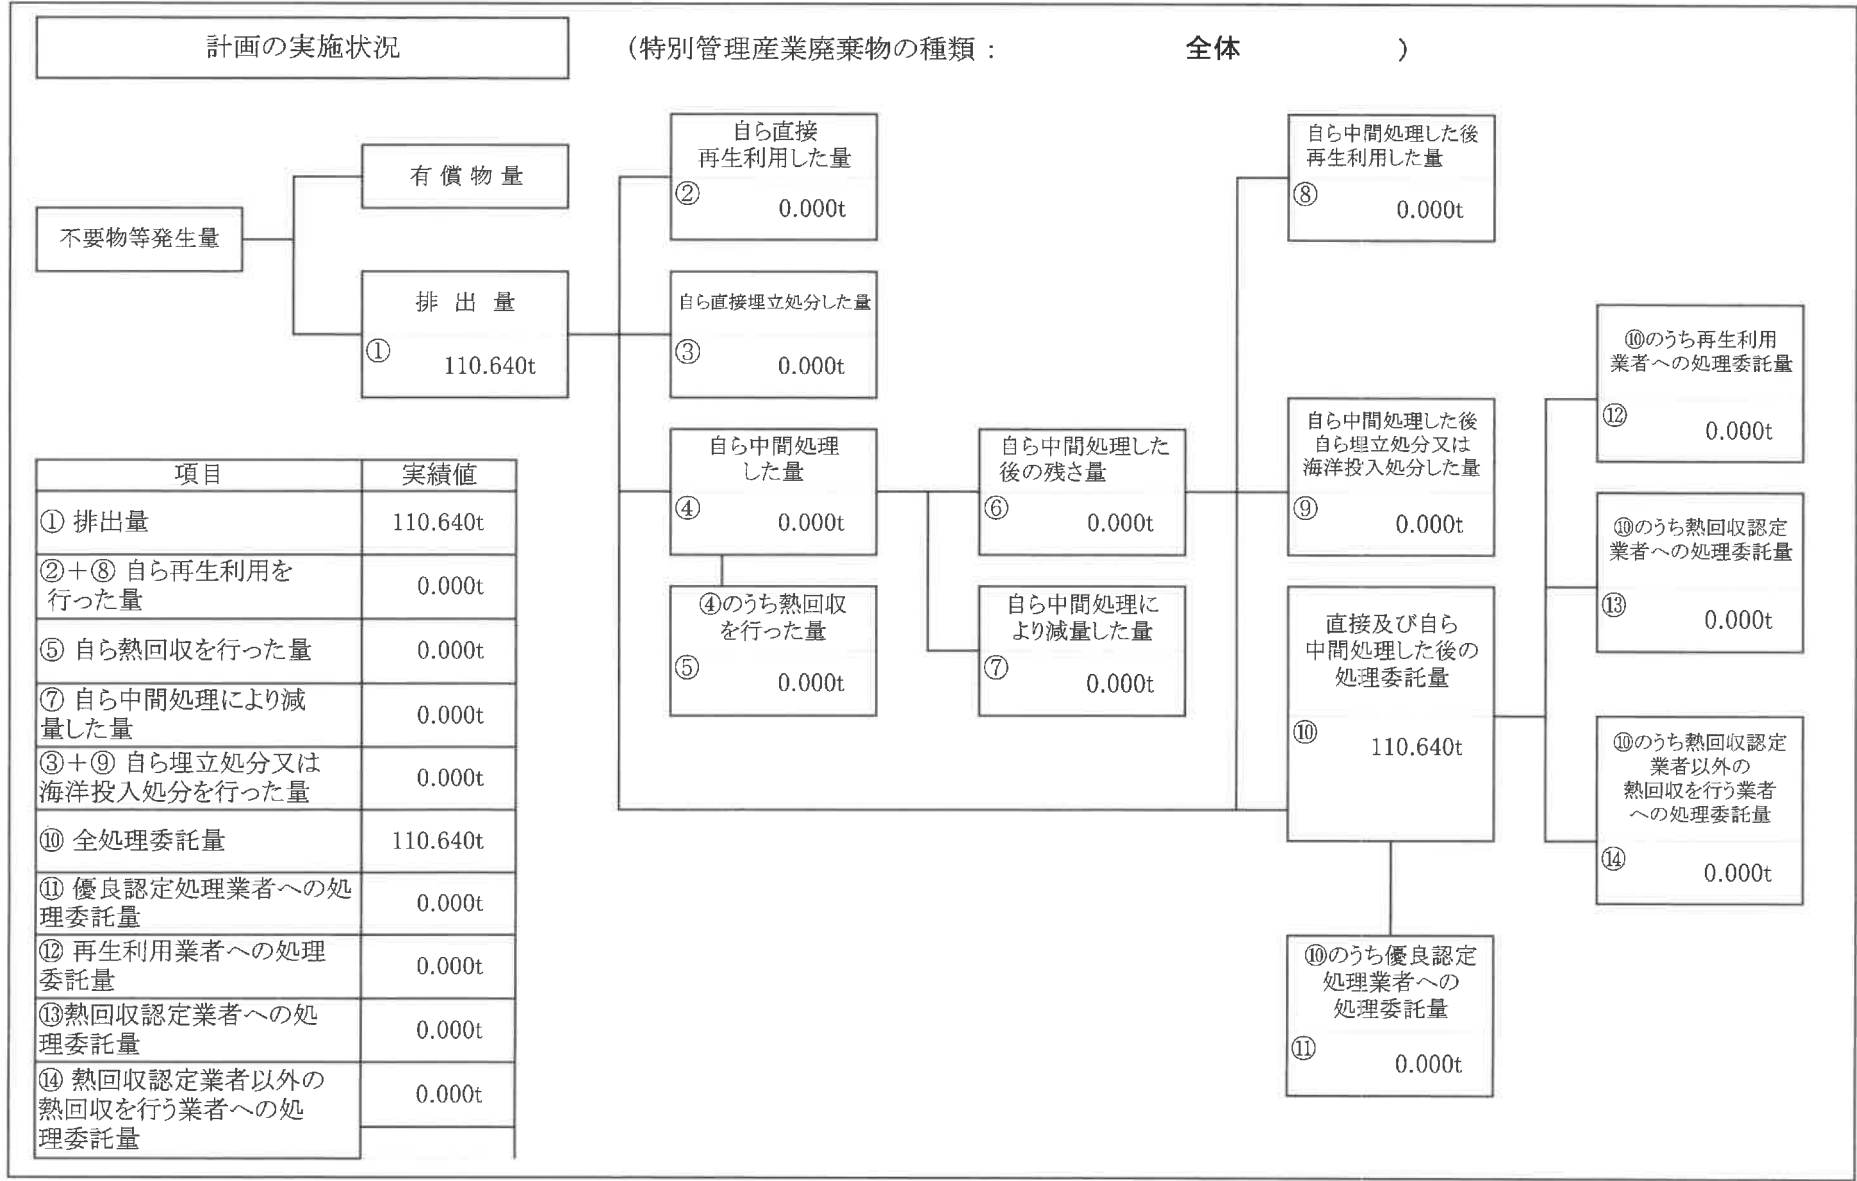 計画の実施状況
(特別管理産業廃棄物の種類： 全体 )
不要物等発生量
有償物量
排出量
① 110.640t
自ら直接
再生利用した量
② 0.000t
自ら直接埋立処分した量
③ 0.000t
自ら中間処理
した量
④ 0.000t
④のうち熱回収
を行った量
⑤ 0.000t
自ら中間処理した
後の残さ量
⑥ 0.000t
自ら中間処理に
より減量した量
⑦ 0.000t
自ら中間処理した後
再生利用した量
⑧ 0.000t
自ら中間処理した後
自ら埋立処分又は
海洋投入処分した量
⑨ 0.000t
直接及び自ら
中間処理した後の
処理委託量
⑩ 110.640t
⑩のうち優良認定
処理業者への
処理委託量
⑪ 0.000t
⑩のうち再生利用
業者への処理委託量
⑫ 0.000t
⑩のうち熱回収認定
業者への処理委託量
⑬ 0.000t
⑩のうち熱回収認定
業者以外の
熱回収を行う業者
への処理委託量
⑭ 0.000t
項目 実績値
① 排出量 110.640t
②＋⑧ 自ら再生利用を
行った量 0.000t
⑤ 自ら熱回収を行った量 0.000t
⑦ 自ら中間処理により減
量した量 0.000t
③＋⑨ 自ら埋立処分又は
海洋投入処分を行った量 0.000t
⑩ 全処理委託量 110.640t
⑪ 優良認定処理業者への処
理委託量 0.000t
⑫ 再生利用業者への処理
委託量 0.000t
⑬熱回収認定業者への処
理委託量 0.000t
⑭ 熱回収認定業者以外の
熱回収を行う業者への処
理委託量 0.000t